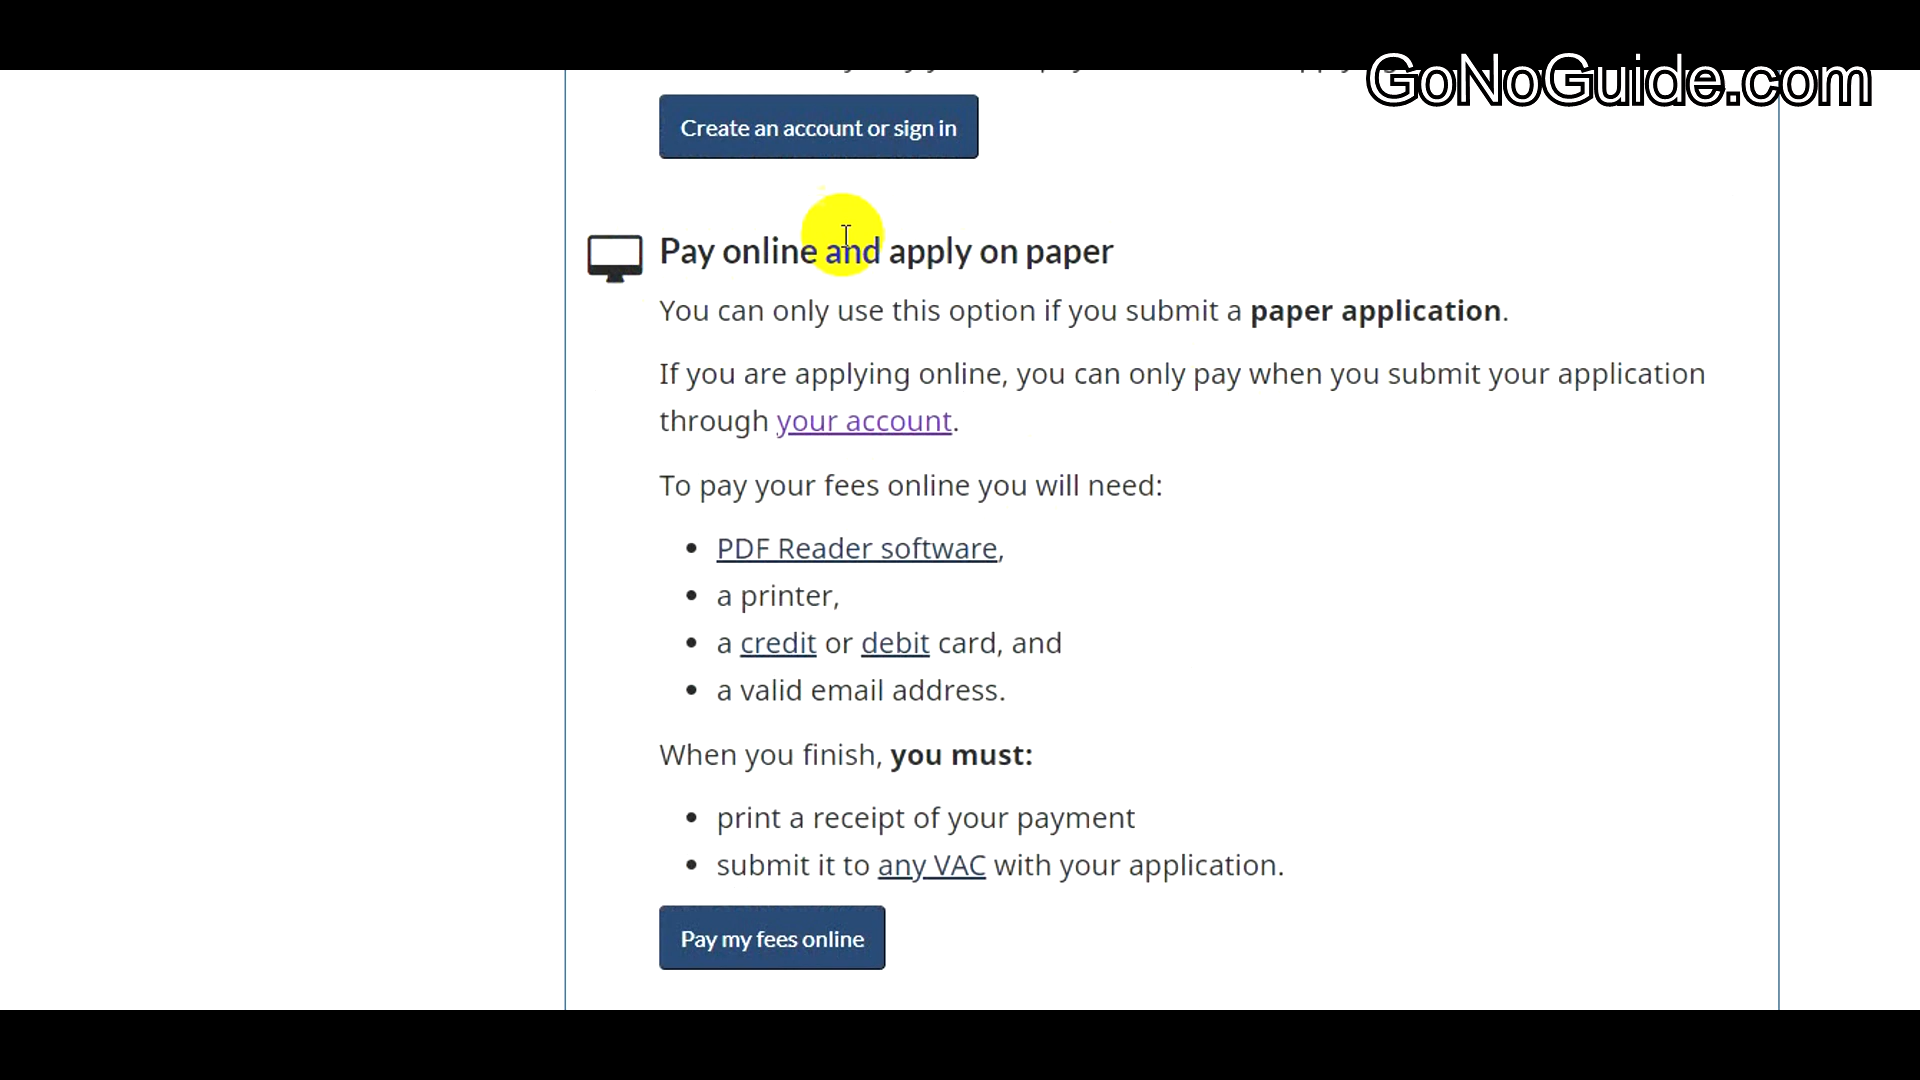 GoNoGuide.com
Create an account or sign in
Pay online and apply on paper
You can only use this option if you submit a paper application.
If you are applying online, you can only pay when you submit your application
through your account.
To pay your fees online you will need:
• PDF Reader software,
• a printer,
• a credit or debit card, and
• a valid email address.
When you finish, you must:
• print a receipt of your payment
• submit it to any VAC with your application.
Pay my fees online